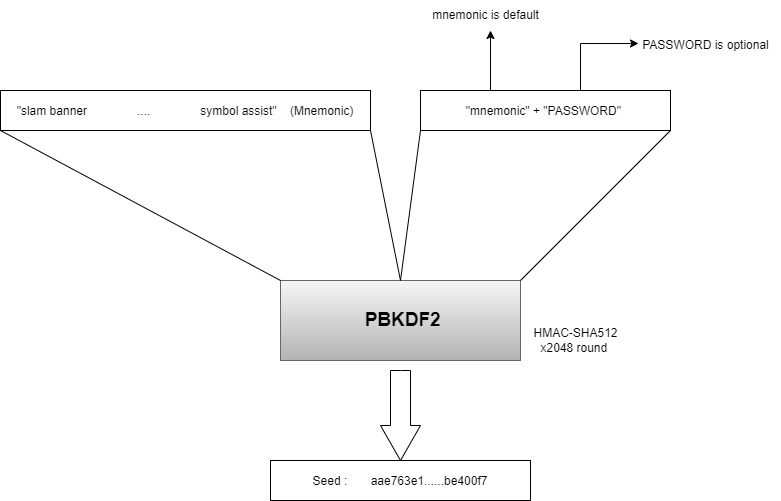 mnemonic is default
PASSWORD is optional
"slam banner .... symbol assist" (Mnemonic)
"mnemonic" + "PASSWORD"
PBKDF2
HMAC-SHA512
x2048 round
Seed : aae763e1......be400f7